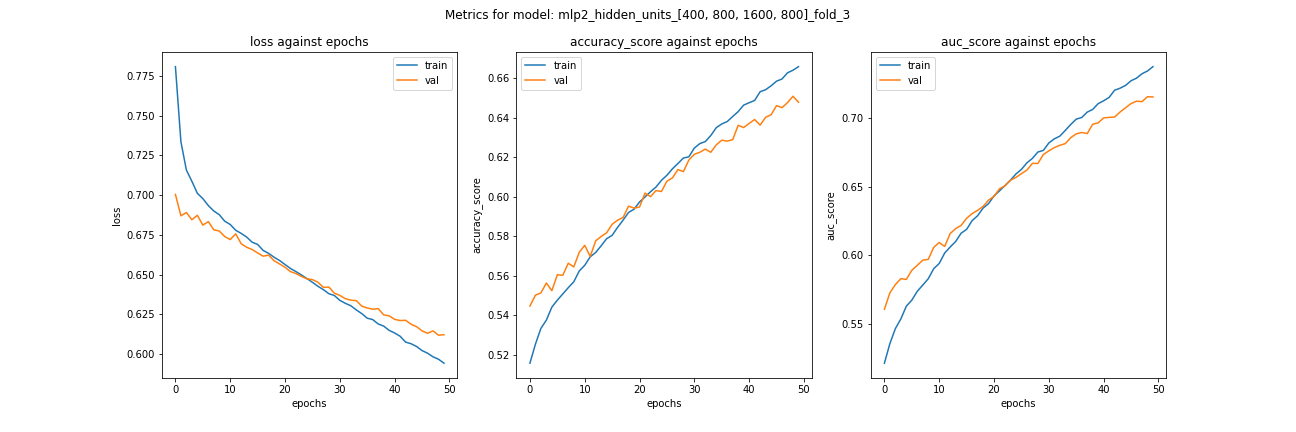 Metrics for model: mlp2_hidden_units_[400, 800, 1600, 800]_fold_3
loss against epochs
train
val
0.775
0.750
0.725
0.700
0.675
0.650
0.625
0.600
loss
0
10
20
30
40
50
epochs
accuracy_score against epochs
train
val
0.66
0.64
0.62
0.60
0.58
0.56
0.54
0.52
accuracy_score
0
10
20
30
40
50
epochs
auc_score against epochs
train
val
0.70
0.65
0.60
0.55
auc_score
0
10
20
30
40
50
epochs